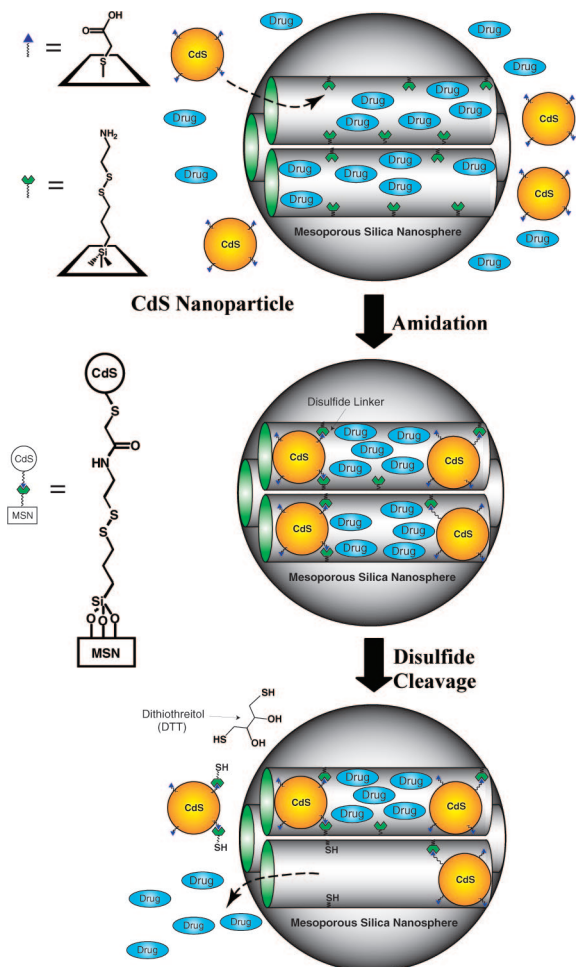 O
OH
S
=
CdS
Drug
Drug
Drug
Drug
Drug
Drug
Drug
Drug
Drug
Drug
CdS
NH2
S
S
Si
=
Drug
Drug
Drug
Drug
Drug
Drug
Drug
Drug
CdS
CdS
Drug
Drug
Mesoporous Silica Nanosphere
CdS Nanoparticle
Amidation
CdS
S
O
HN
S
S
Si
O O O
MSN
CdS
=
MSN
Disulfide Linker
CdS
Drug
Drug
Drug
Drug
Drug
CdS
CdS
Drug
Drug
Drug
Drug
Drug
CdS
Mesoporous Silica Nanosphere
Disulfide
Cleavage
Dithiothreitol
(DTT)
SH
OH
HS
OH
SH
CdS
SH
CdS
Drug
Drug
Drug
Drug
Drug
CdS
SH
SH
CdS
Drug
Drug
Drug
Drug
Drug
Mesoporous Silica Nanosphere